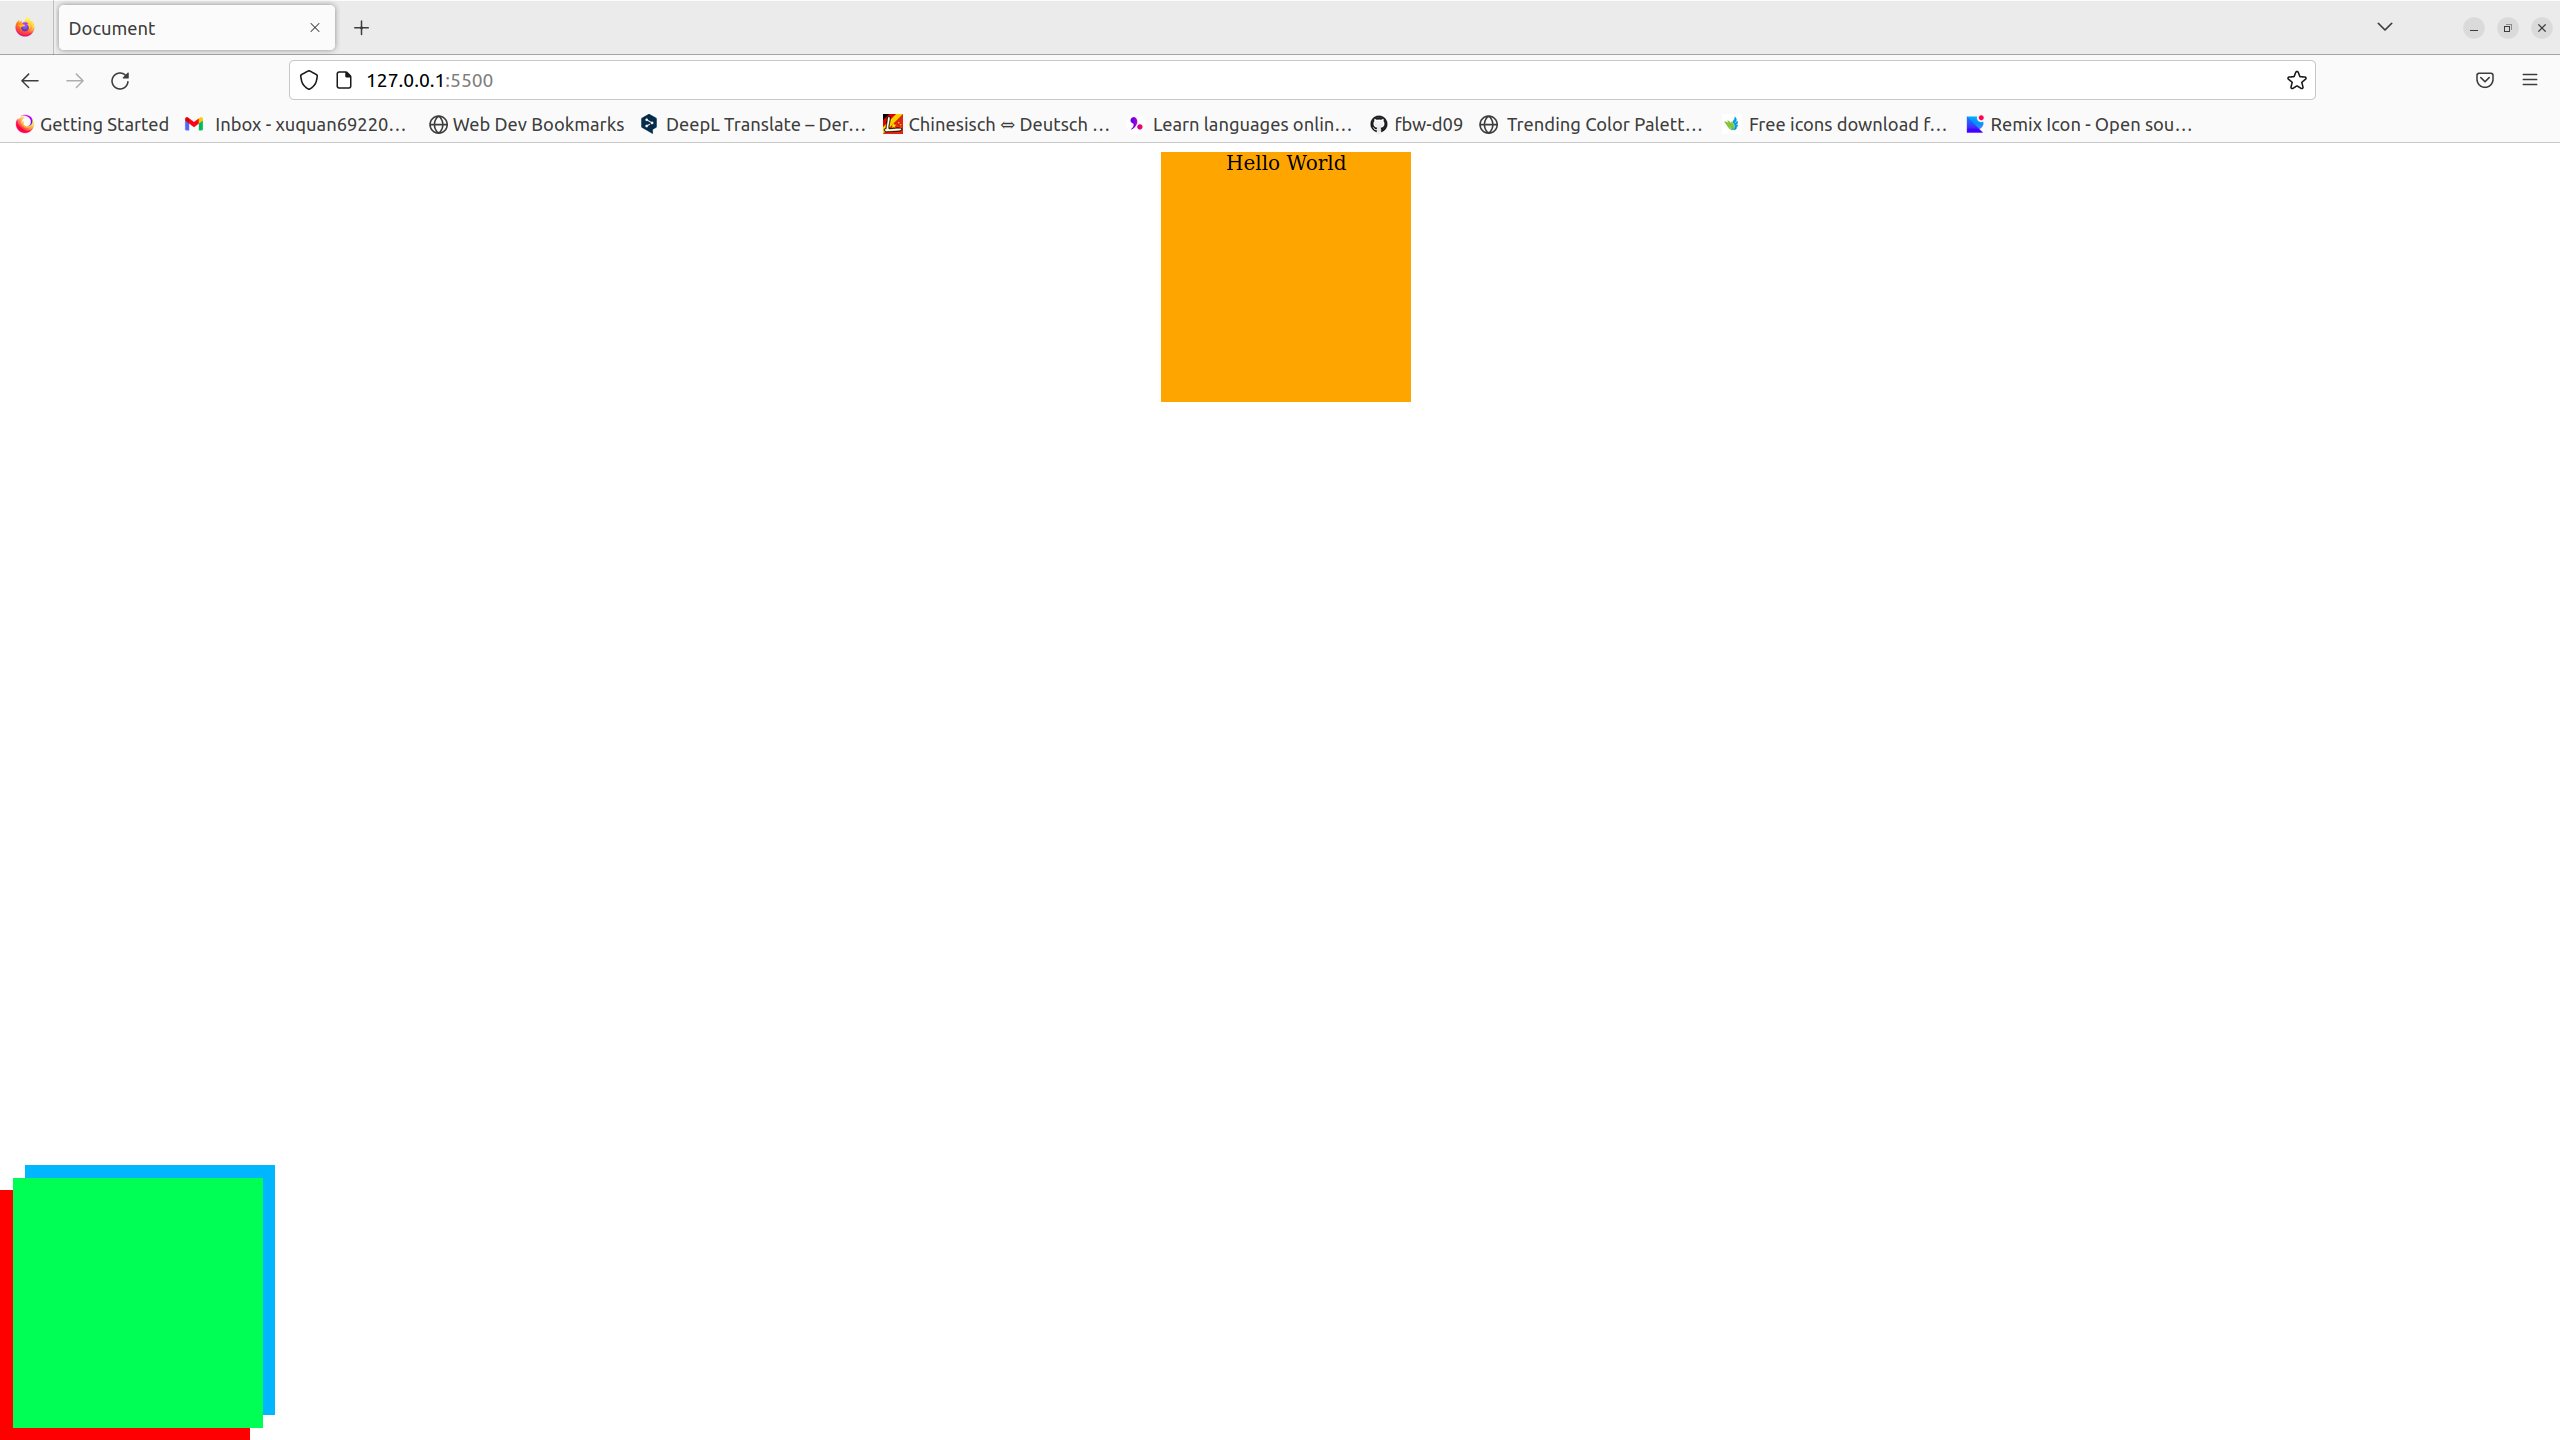 Document
127.0.0.1:5500
Getting Started Inbox - xuquan69220... Web Dev Bookmarks DeepL Translate – Der... Chinesisch ⇔ Deutsch ... Learn languages onlin... fbw-d09 Trending Color Palett... Free icons download f... Remix Icon - Open sou...
Hello World